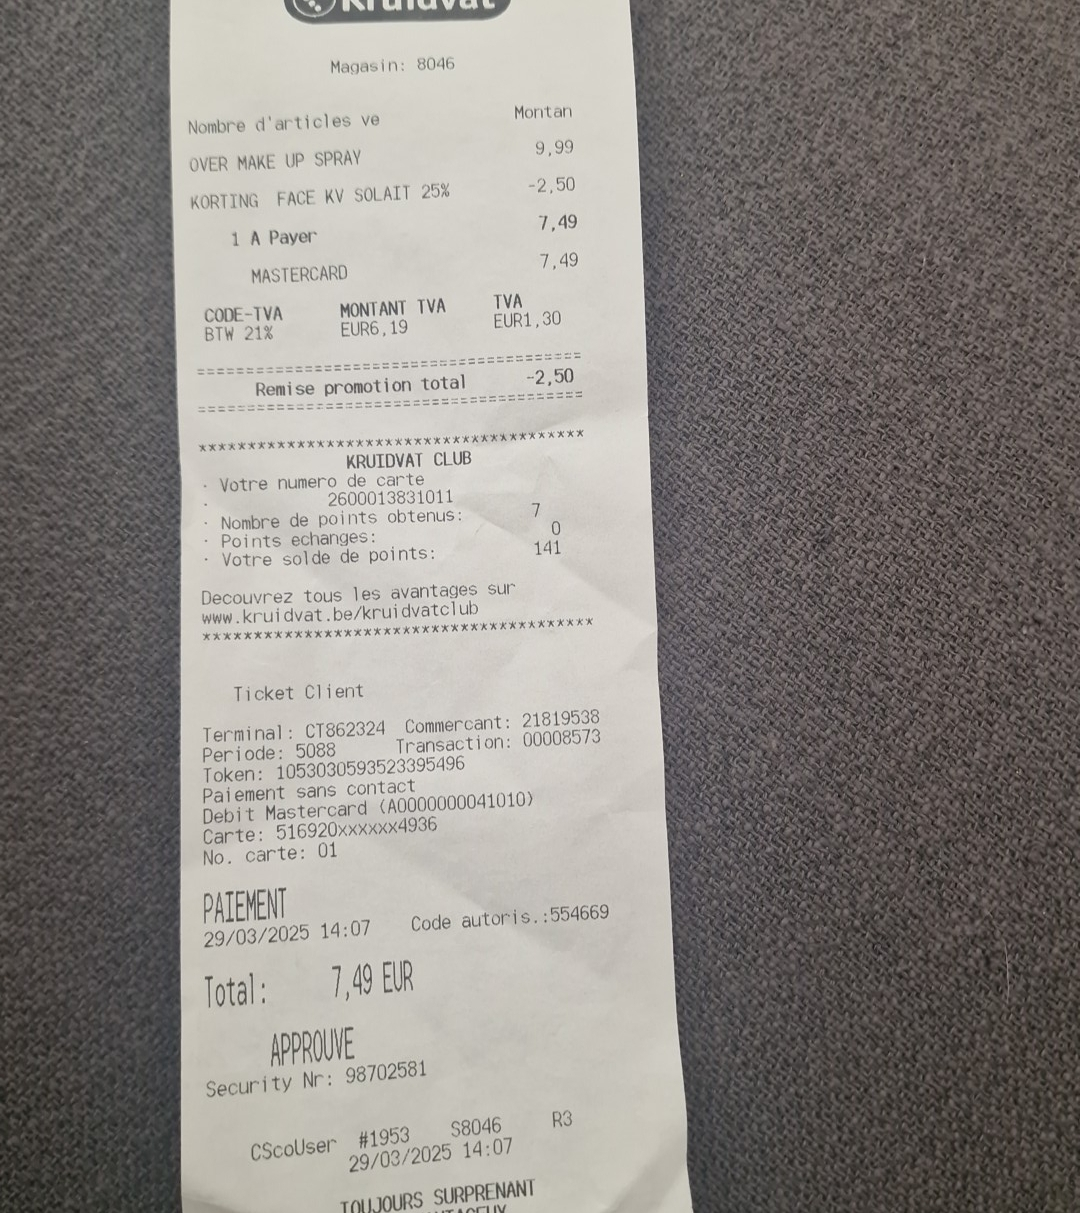 Kruidvat
Magasin: 8046
Nombre d'articles ve Montan
OVER MAKE UP SPRAY 9,99
KORTING FACE KV SOLAIT 25% -2,50
1 A Payer 7,49
MASTERCARD 7,49
CODE-TVA MONTANT TVA TVA
BTW 21% EUR6,19 EUR1,30
========================================
Remise promotion total -2,50
========================================
***************************************
KRUIDVAT CLUB
· Votre numero de carte
· 2600013831011
· Nombre de points obtenus: 7
· Points echanges: 0
· Votre solde de points: 141
Decouvrez tous les avantages sur
www.kruidvat.be/kruidvatclub
***************************************
Ticket Client
Terminal: CT862324 Commercant: 21819538
Periode: 5088 Transaction: 00008573
Token: 1053030593523395496
Paiement sans contact
Debit Mastercard (A0000000041010)
Carte: 516920xxxxxx4936
No. carte: 01
PAIEMENT
29/03/2025 14:07 Code autoris.:554669
Total: 7,49 EUR
APPROUVE
Security Nr: 98702581
CScoUser #1953 S8046 R3
29/03/2025 14:07
TOUJOURS SURPRENANT